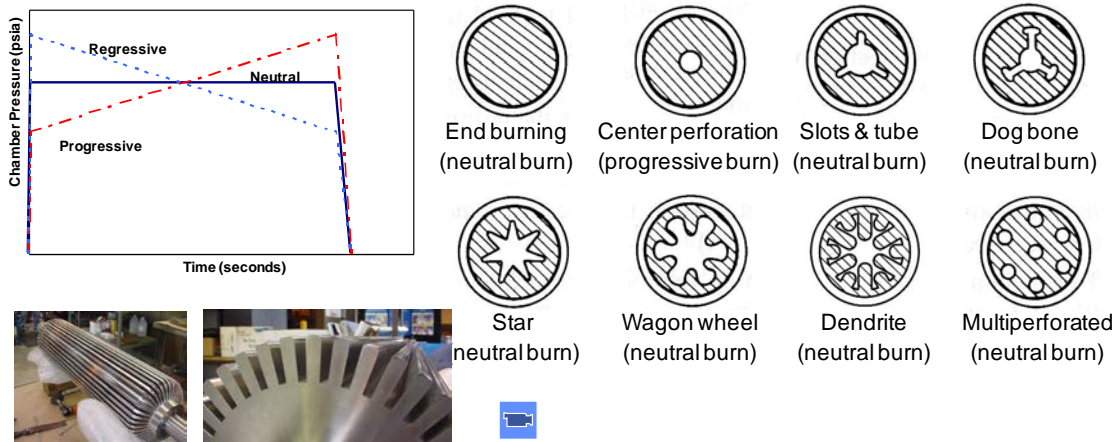 Chamber Pressure (psia)
Regressive
Neutral
Progressive
Time (seconds)
End burning
(neutral burn)
Center perforation
(progressive burn)
Slots & tube
(neutral burn)
Dog bone
(neutral burn)
Star
(neutral burn)
Wagon wheel
(neutral burn)
Dendrite
(neutral burn)
Multiperforated
(neutral burn)